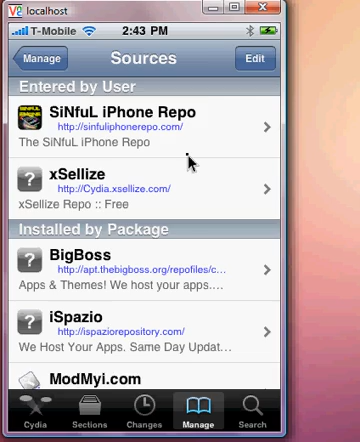 localhost
T-Mobile 2:43 PM
Manage Sources Edit
Entered by User
SiNfuL iPhone Repo
http://sinfuliphonerepo.com/
The SiNfuL iPhone Repo
? xSellize
http://Cydia.xsellize.com/
xSellize Repo :: Free
Installed by Package
? BigBoss
http://apt.thebigboss.org/repofiles/c...
Apps & Themes! We host your apps....
? iSpazio
http://ispaziorepository.com/
We Host Your Apps. Same Day Updat...
ModMyi.com
Cydia Sections Changes Manage Search